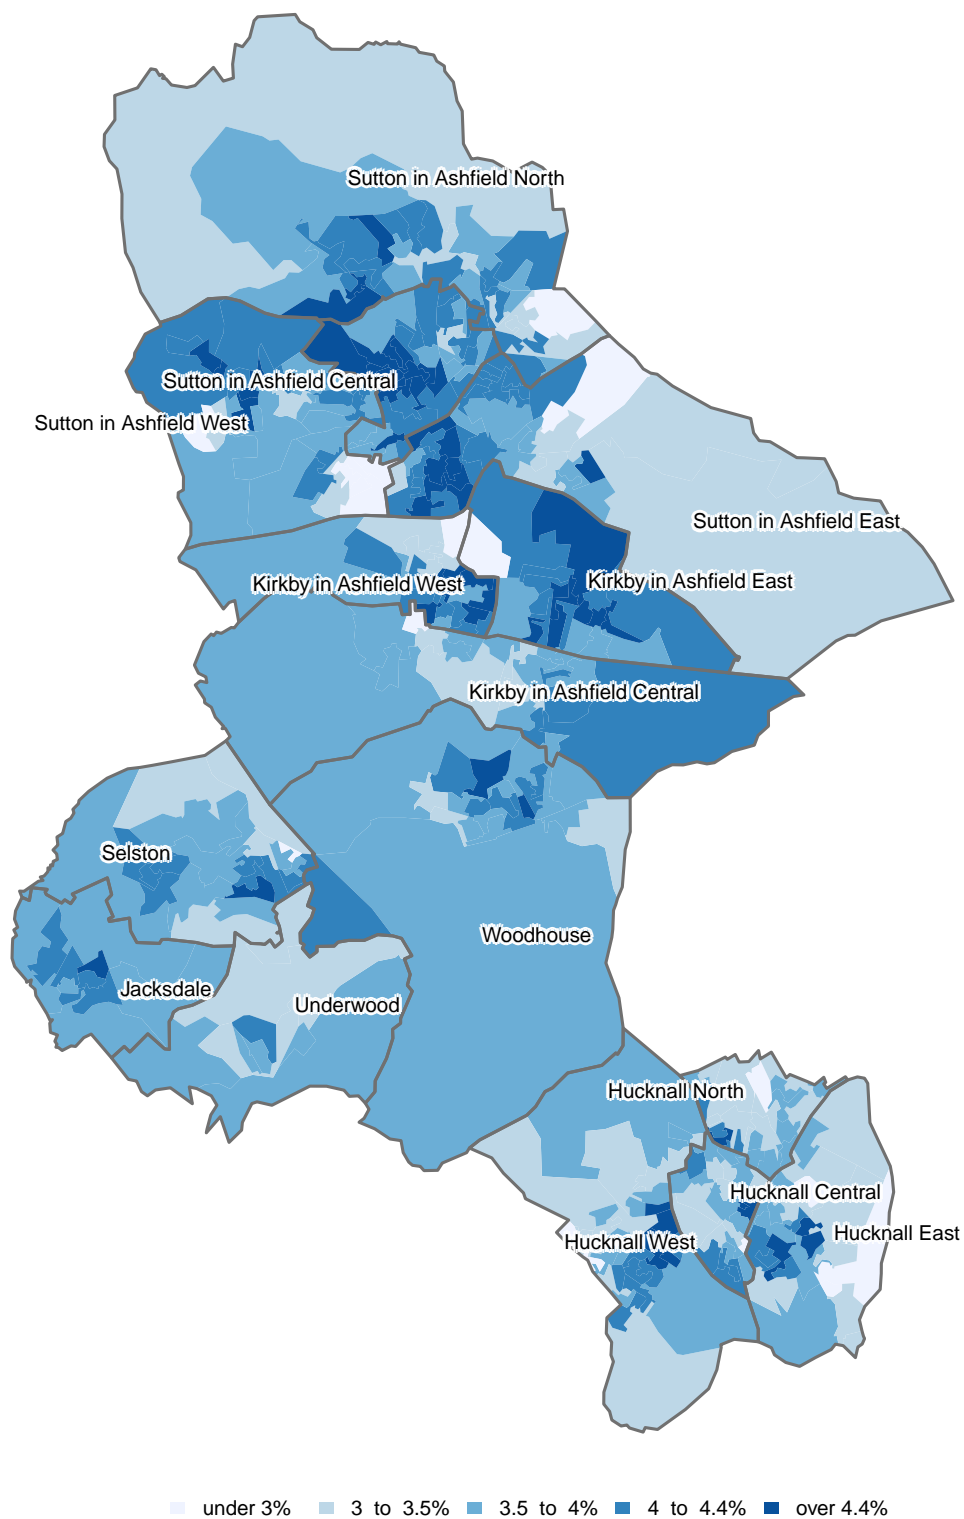 Sutton in Ashfield North
Sutton in Ashfield Central
Sutton in Ashfield West
Sutton in Ashfield East
Kirkby in Ashfield West
Kirkby in Ashfield East
Kirkby in Ashfield Central
Selston
Woodhouse
Jacksdale
Underwood
Hucknall North
Hucknall Central
Hucknall East
Hucknall West
under 3%
3 to 3.5%
3.5 to 4%
4 to 4.4%
over 4.4%